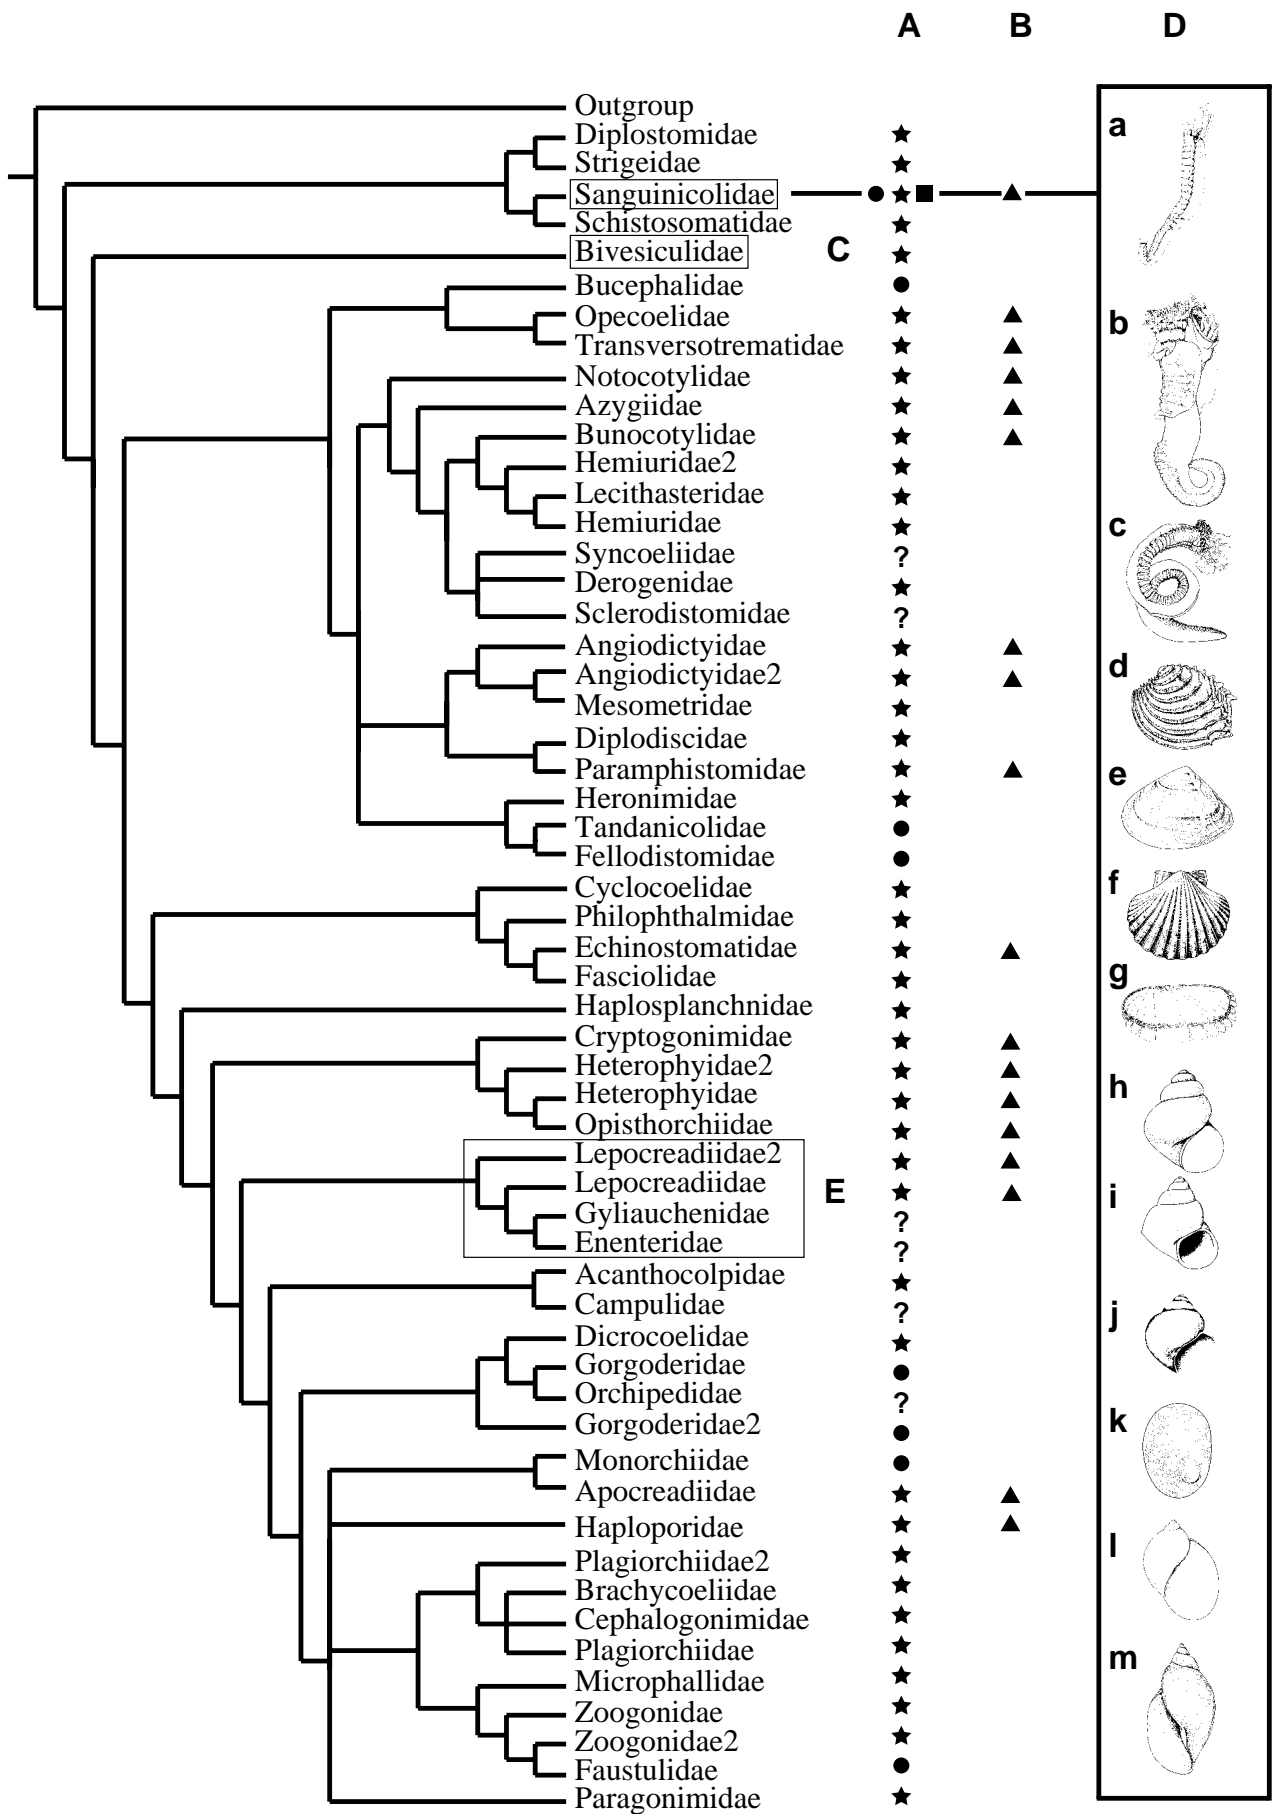 A B D
Outgroup
Diplostomidae
Strigeidae
Sanguinicolidae
Schistosomatidae
Bivesiculidae C
Bucephalidae
Opecoelidae
Transversotrematidae
Notocotylidae
Azygiidae
Bunocotylidae
Hemiuridae2
Lecithasteridae
Hemiuridae
Syncoeliidae ?
Derogenidae
Sclerodistomidae ?
Angiodictyidae
Angiodictyidae2
Mesometridae
Diplodiscidae
Paramphistomidae
Heronimidae
Tandanicolidae
Fellodistomidae
Cyclocoelidae
Philophthalmidae
Echinostomatidae
Fasciolidae
Haplosplanchnidae
Cryptogonimidae
Heterophyidae2
Heterophyidae
Opisthorchiidae
Lepocreadiidae2
Lepocreadiidae E
Gyliauchenidae ?
Enenteridae ?
Acanthocolpidae
Campulidae ?
Dicrocoelidae
Gorgoderidae
Orchipedidae ?
Gorgoderidae2
Monorchiidae
Apocreadiidae
Haploporidae
Plagiorchiidae2
Brachycoeliidae
Cephalogonimidae
Plagiorchiidae
Microphallidae
Zoogonidae
Zoogonidae2
Faustulidae
Paragonimidae
a
b
c
d
e
f
g
h
i
j
k
l
m